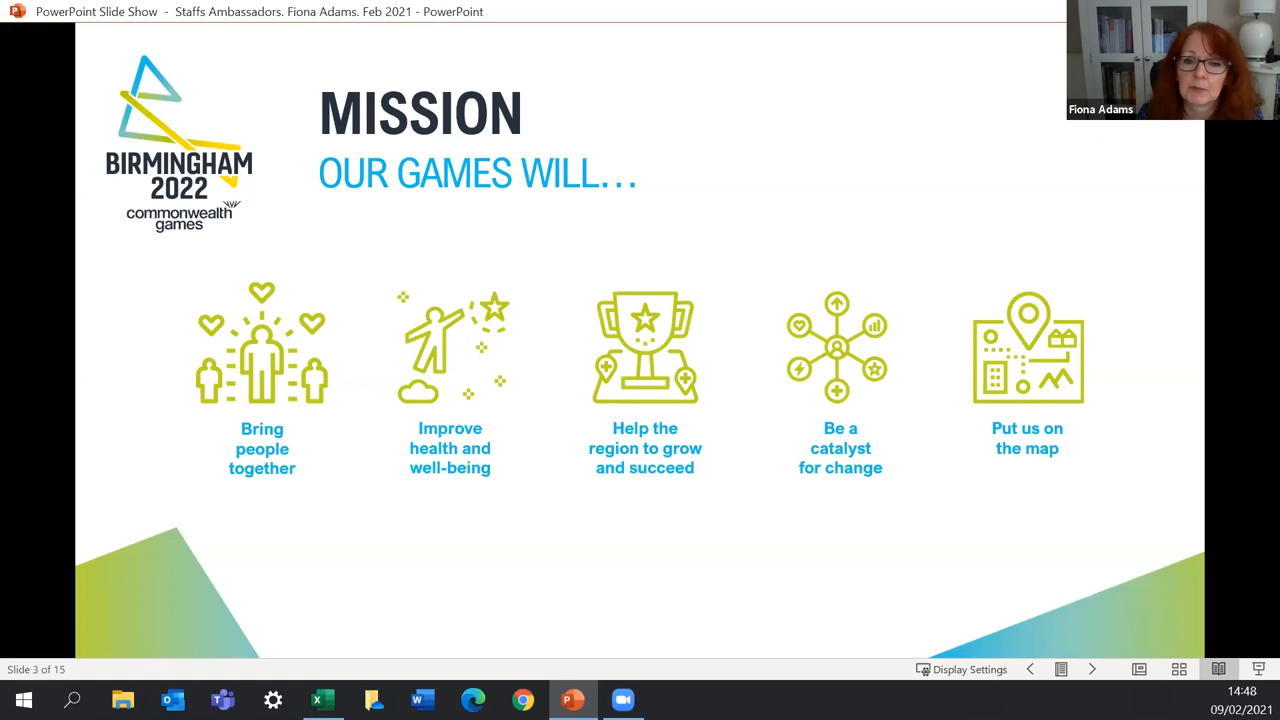 PowerPoint Slide Show - Staffs Ambassadors. Fiona Adams. Feb 2021 - PowerPoint
Fiona Adams
BIRMINGHAM
2022
commonwealth
games
MISSION
OUR GAMES WILL...
Bring
people
together
Improve
health and
well-being
Help the
region to grow
and succeed
Be a
catalyst
for change
Put us on
the map
Slide 3 of 15
Display Settings
14:48
09/02/2021